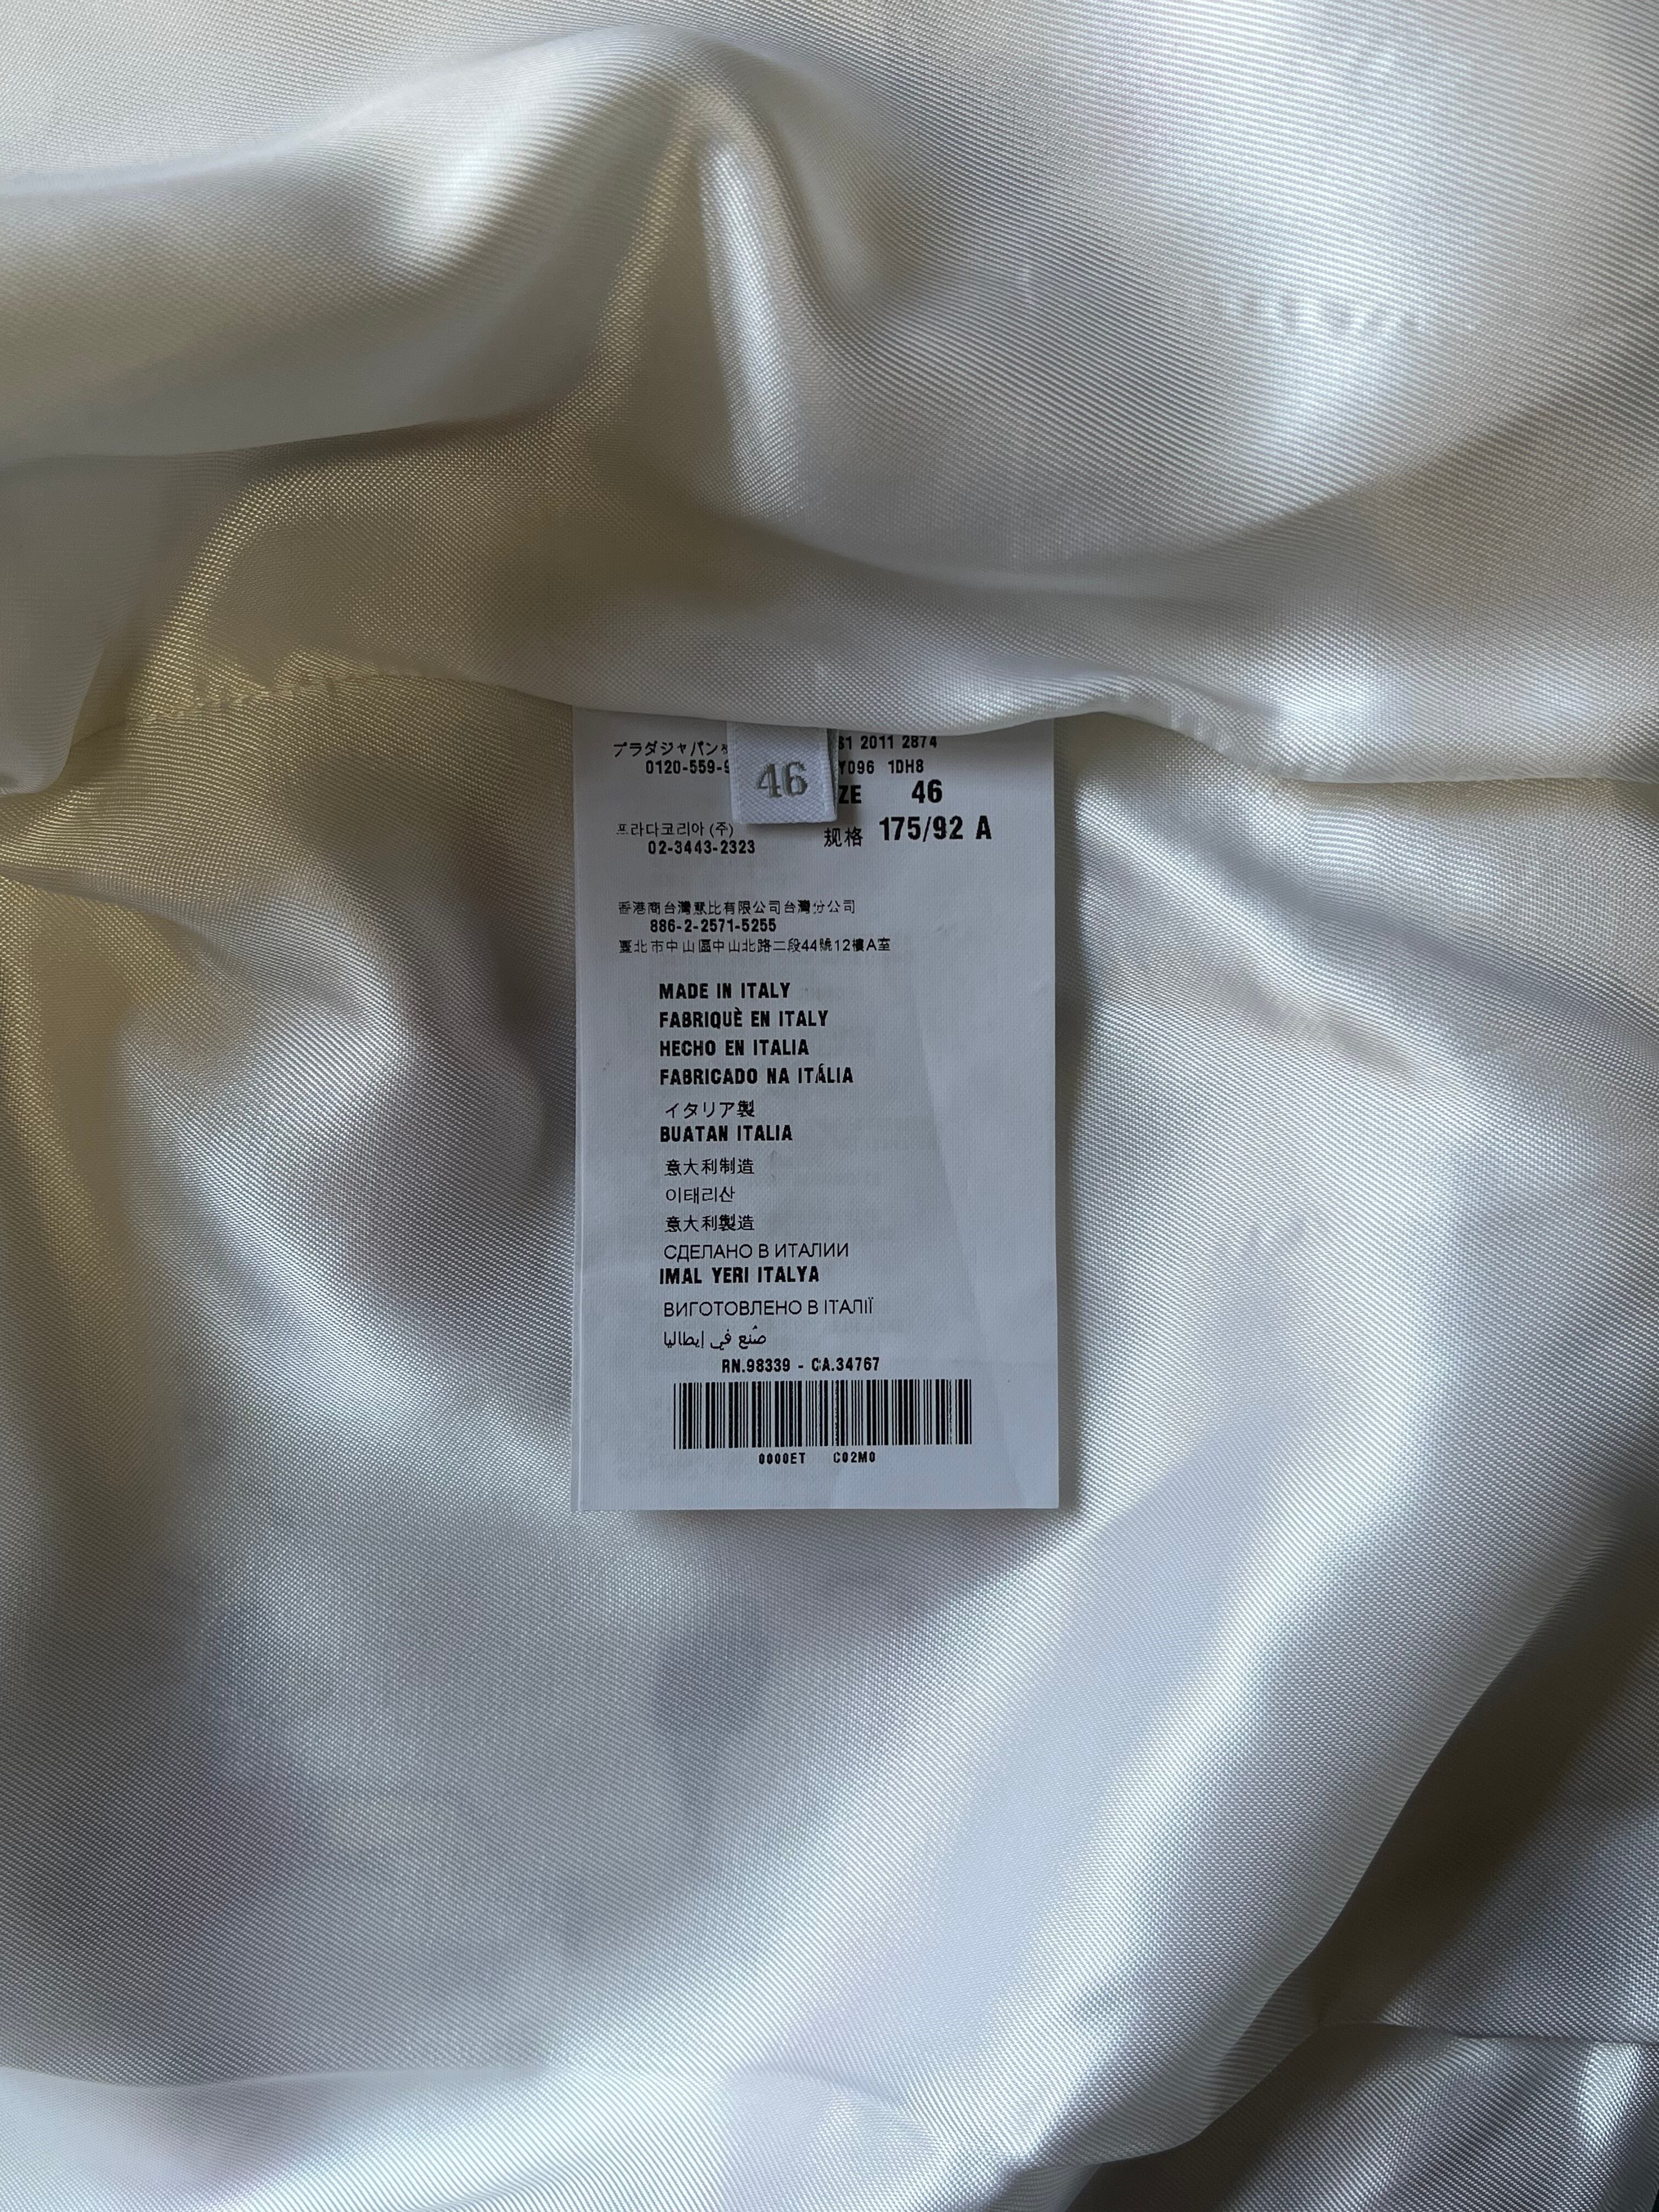 プラダジャパン
0120-559-9
프라다코리아 (주)
02-3443-2323
46
S1 2011 2874
Y096 1DH8
ZE 46
规格 175/92 A
香港商台灣惠比有限公司台灣分公司
886-2-2571-5255
臺北市中山區中山北路二段44號12樓A室
MADE IN ITALY
FABRIQUÈ EN ITALY
HECHO EN ITALIA
FABRICADO NA ITÁLIA
イタリア製
BUATAN ITALIA
意大利制造
이태리산
意大利製造
СДЕЛАНО В ИТАЛИИ
IMAL YERI ITALYA
ВИГОТОВЛЕНО В ІТАЛІЇ
صُنع في إيطاليا
RN.98339 - CA.34767
0000ET C02M0